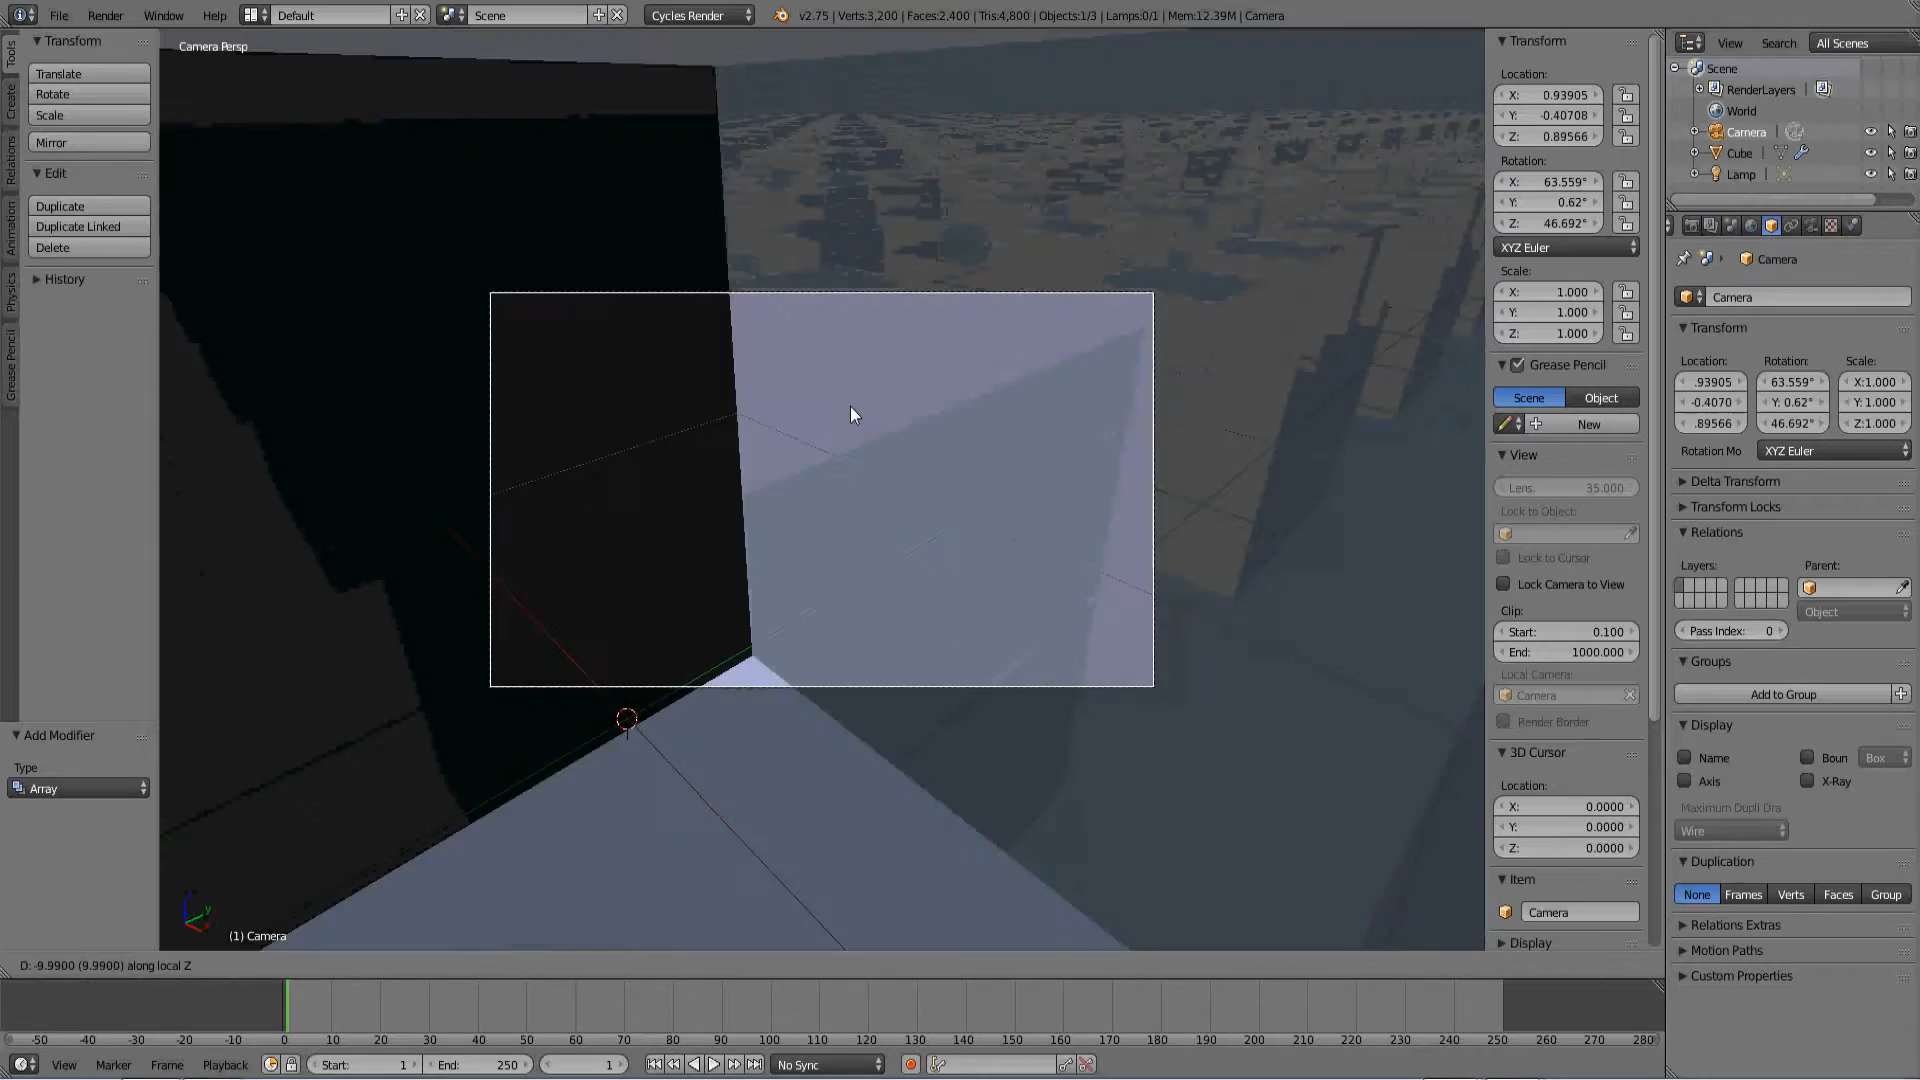 File Render Window Help Default Scene Cycles Render v2.75 | Verts:3,200 | Faces:2,400 | Tris:4,800 | Objects:1/3 | Lamps:0/1 | Mem:12.39M | Camera
Tools
Create
Relations
Animation
Physics
Grease Pencil
Transform
Translate
Rotate
Scale
Mirror
Edit
Duplicate
Duplicate Linked
Delete
History
Add Modifier
Type
Array
Camera Persp
(1) Camera
D: -9.9900 (9.9900) along local Z
Transform
Location:
X: 0.93905
Y: -0.40708
Z: 0.89566
Rotation:
X: 63.559°
Y: 0.62°
Z: 46.692°
XYZ Euler
Scale:
X: 1.000
Y: 1.000
Z: 1.000
Grease Pencil
Scene Object
New
View
Lens: 35.000
Lock to Object:
Lock to Cursor
Lock Camera to View
Clip:
Start: 0.100
End: 1000.000
Local Camera:
Camera
Render Border
3D Cursor
Location:
X: 0.0000
Y: 0.0000
Z: 0.0000
Item
Camera
Display
View Search All Scenes
Scene
RenderLayers
World
Camera
Cube
Lamp
Camera
Camera
Transform
Location: Rotation: Scale:
.93905 63.559° X:1.000
-0.4070 Y: 0.62° Y:1.000
.89566 46.692° Z:1.000
Rotation Mo XYZ Euler
Delta Transform
Transform Locks
Relations
Layers: Parent:
Object
Pass Index: 0
Groups
Add to Group
Display
Name Boun Box
Axis X-Ray
Maximum Dupli Dra
Wire
Duplication
None Frames Verts Faces Group
Relations Extras
Motion Paths
Custom Properties
-50 -40 -30 -20 -10 0 10 20 30 40 50 60 70 80 90 100 110 120 130 140 150 160 170 180 190 200 210 220 230 240 250 260 270 280
View Marker Frame Playback Start: 1 End: 250 1 No Sync